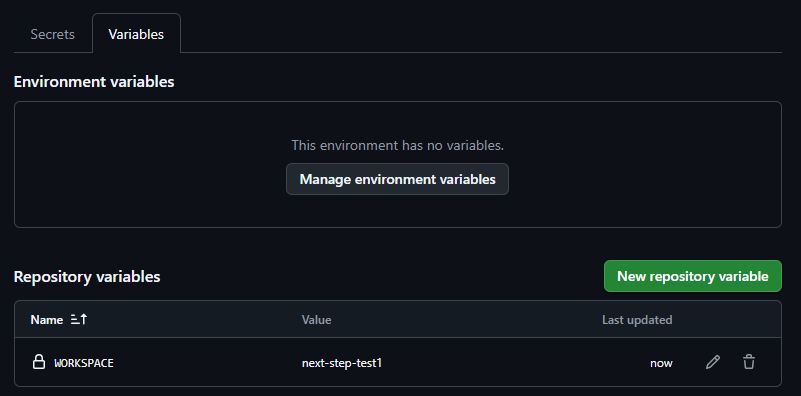 Secrets Variables
Environment variables
This environment has no variables.
Manage environment variables
Repository variables New repository variable
Name Value Last updated
WORKSPACE next-step-test1 now